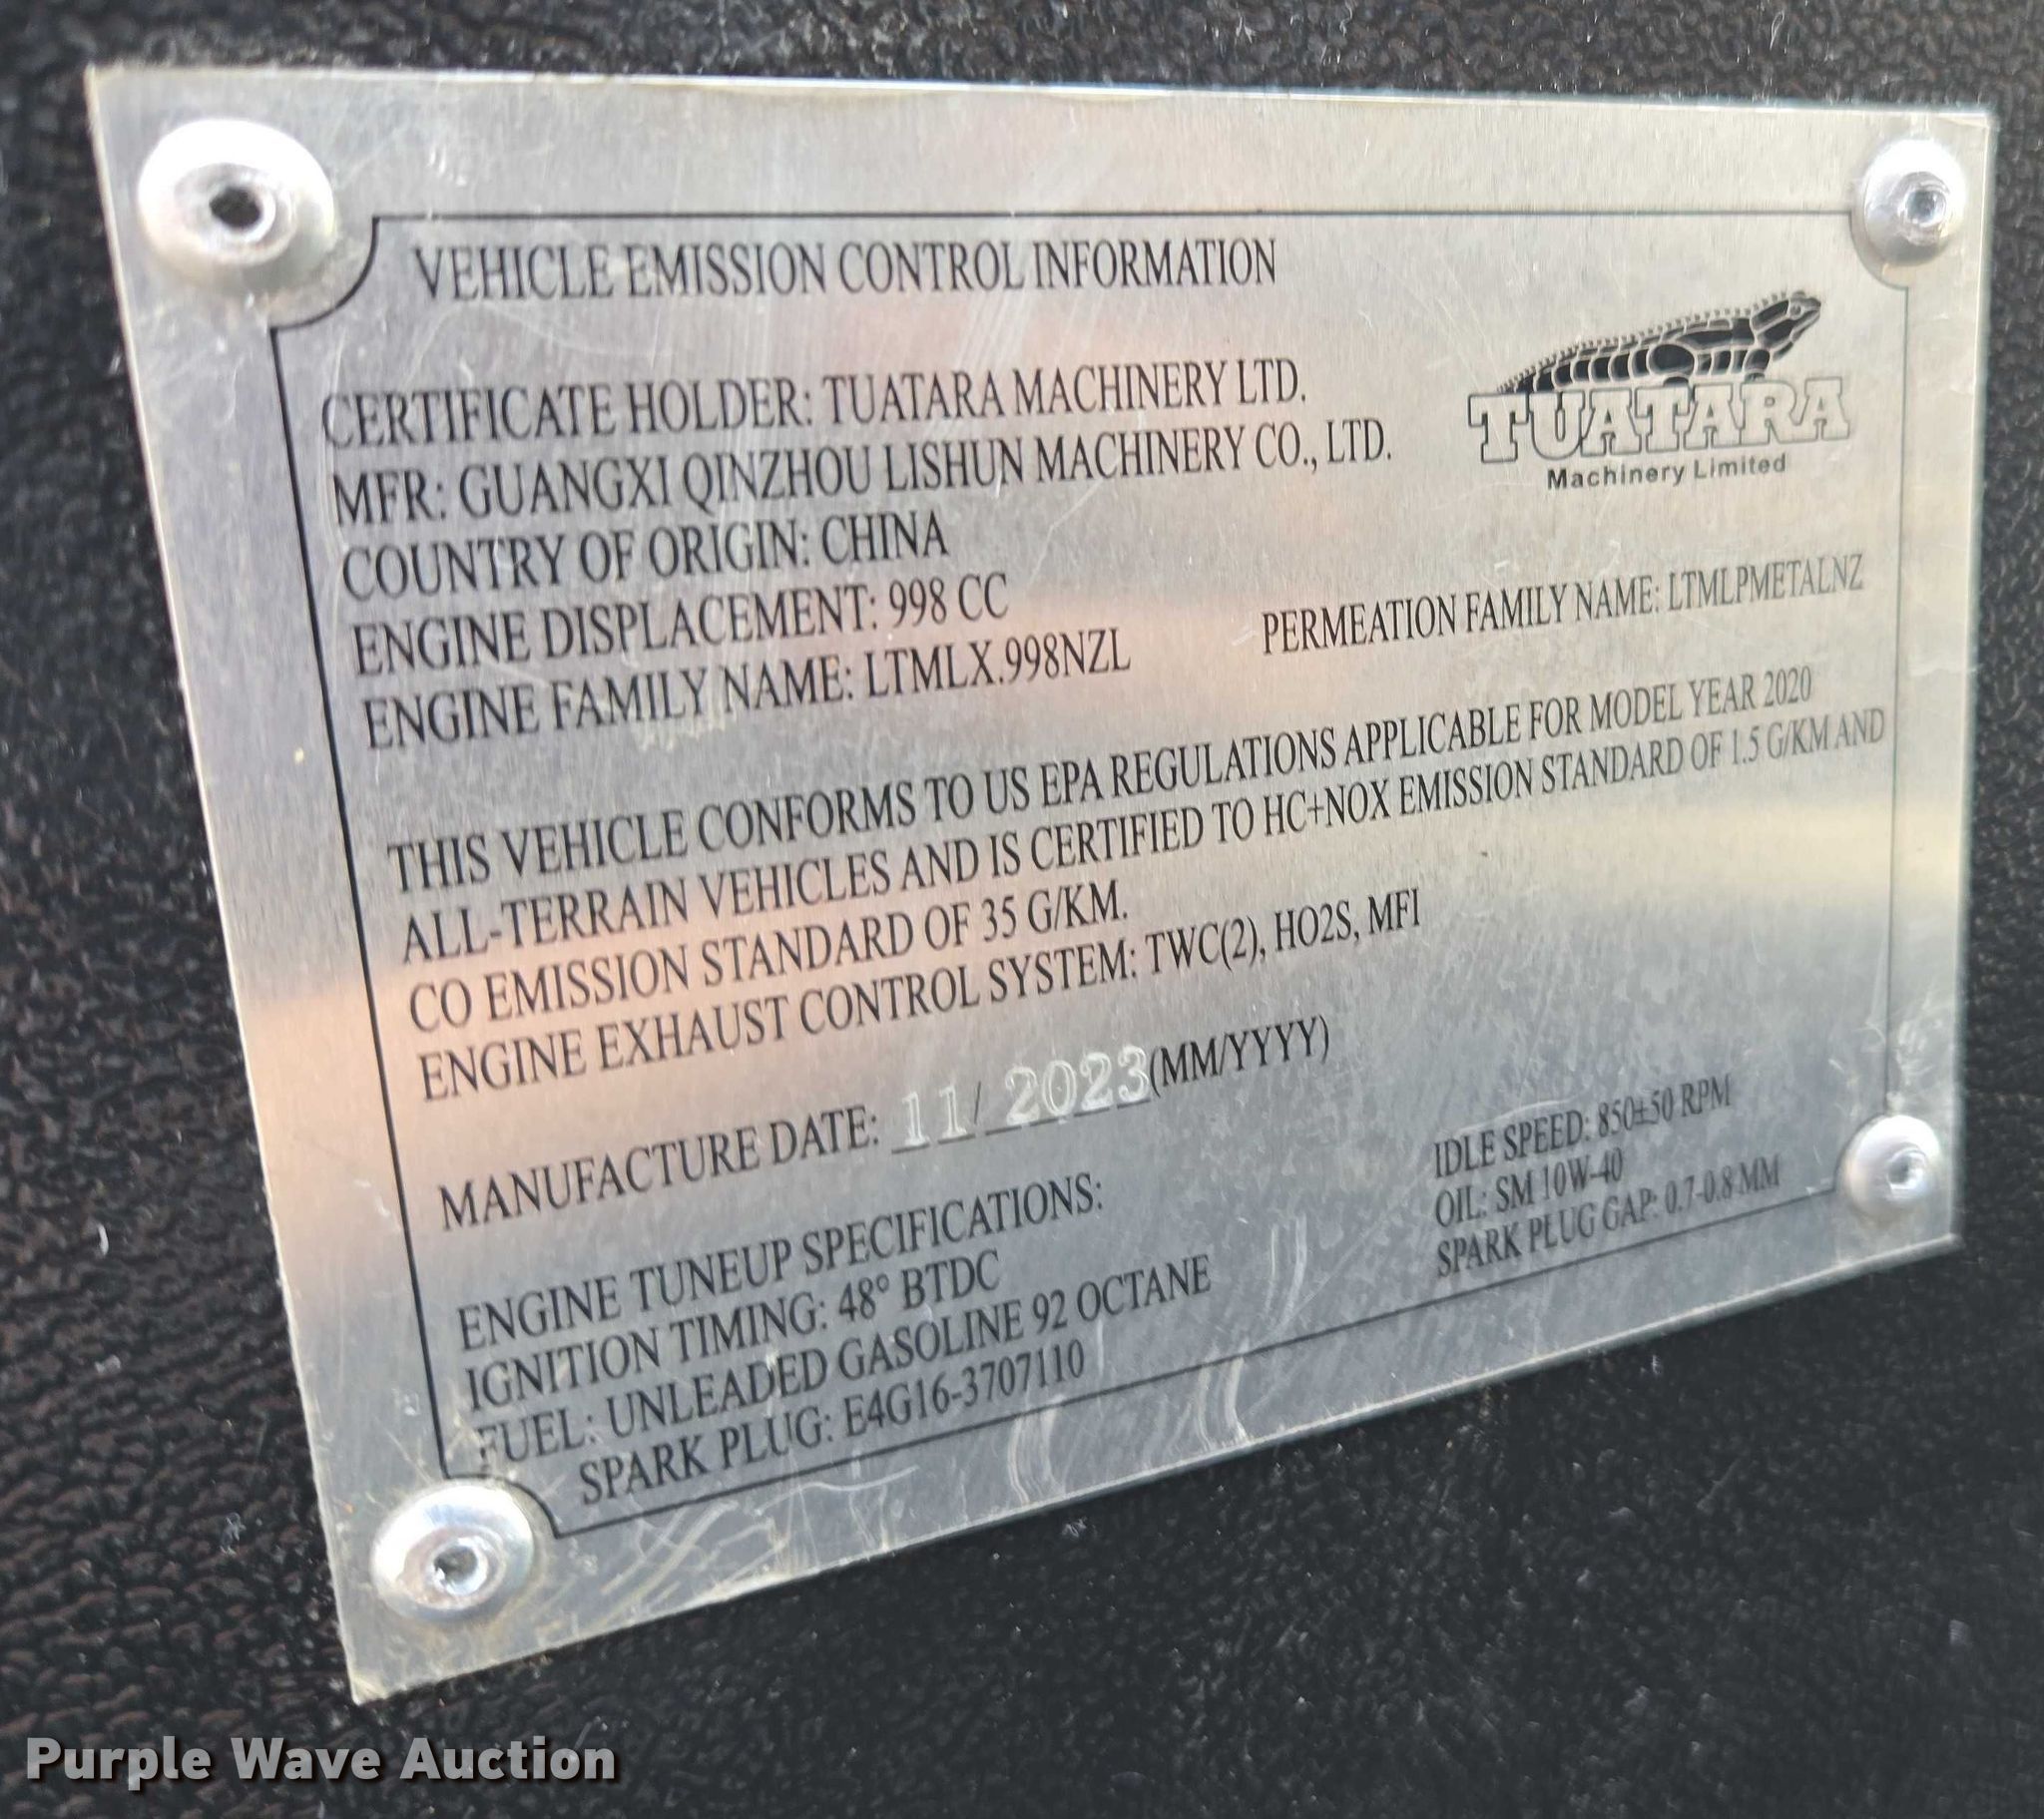 VEHICLE EMISSION CONTROL INFORMATION
TUATARA
Machinery Limited
CERTIFICATE HOLDER: TUATARA MACHINERY LTD.
MFR: GUANGXI QINZHOU LISHUN MACHINERY CO., LTD.
COUNTRY OF ORIGIN: CHINA
ENGINE DISPLACEMENT: 998 CC
ENGINE FAMILY NAME: LTMLX.998NZL
PERMEATION FAMILY NAME: LTMLPMETALNZ
THIS VEHICLE CONFORMS TO US EPA REGULATIONS APPLICABLE FOR MODEL YEAR 2020
ALL-TERRAIN VEHICLES AND IS CERTIFIED TO HC+NOX EMISSION STANDARD OF 1.5 G/KM AND
CO EMISSION STANDARD OF 35 G/KM.
ENGINE EXHAUST CONTROL SYSTEM: TWC(2), HO2S, MFI
MANUFACTURE DATE: 11/ 2023(MM/YYYY)
ENGINE TUNEUP SPECIFICATIONS:
IGNITION TIMING: 48° BTDC
FUEL: UNLEADED GASOLINE 92 OCTANE
SPARK PLUG: E4G16-3707110
IDLE SPEED: 850±50 RPM
OIL: SM 10W-40
SPARK PLUG GAP: 0.7-0.8 MM
Purple Wave Auction